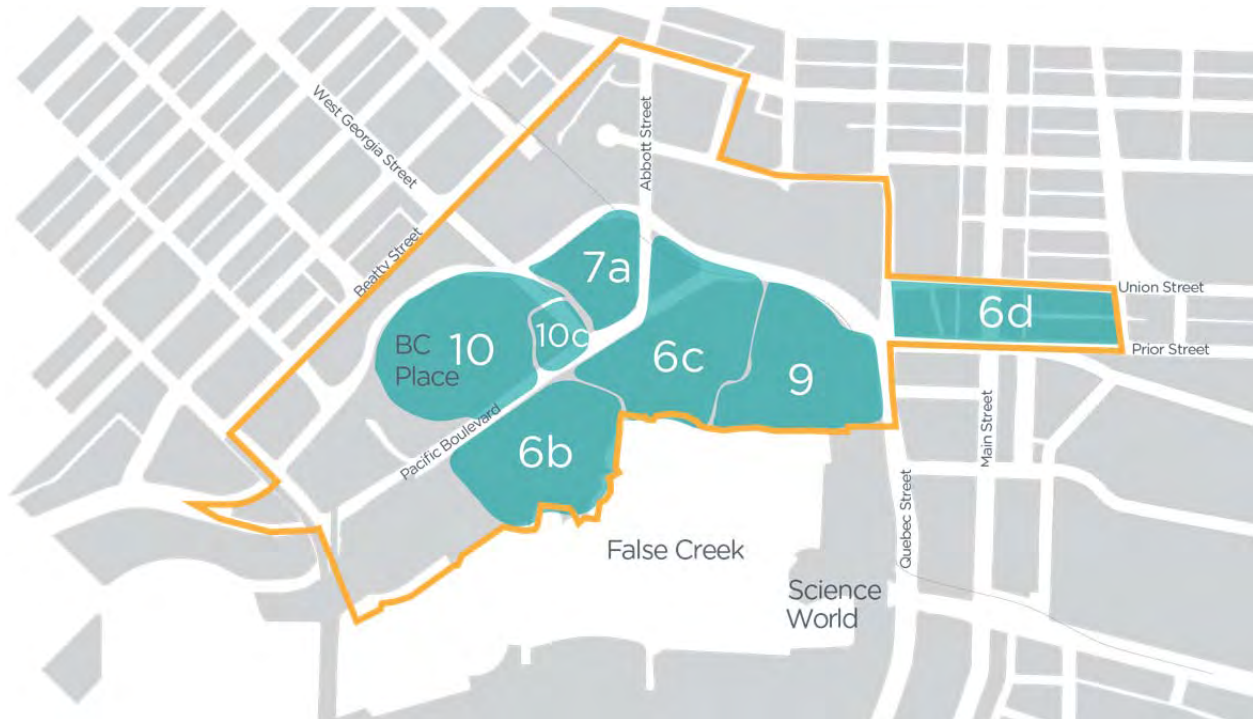 West Georgia Street
Abbott Street
Beatty Street
7a
Union Street
6d
10c
BC
Place
10
6c
Prior Street
9
Pacific Boulevard
6b
Main Street
Quebec Street
False Creek
Science
World